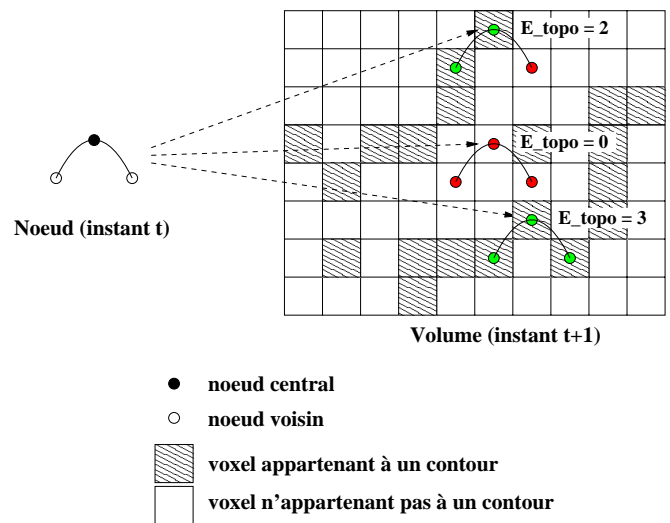 E_topo = 2
E_topo = 0
E_topo = 3
Noeud (instant t)
Volume (instant t+1)
noeud central
noeud voisin
voxel appartenant à un contour
voxel n'appartenant pas à un contour